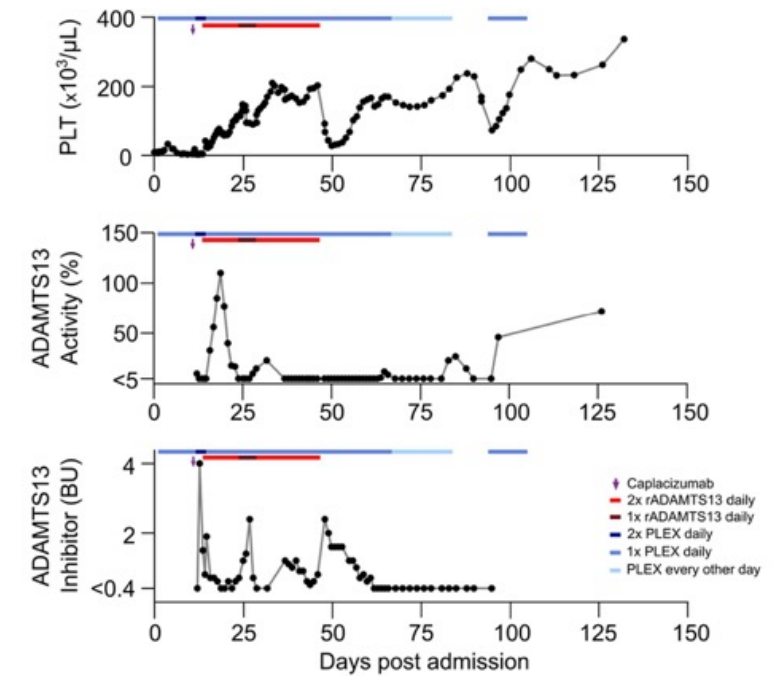 PLT (x10³/µL)
400
200
0
0 25 50 75 100 125 150
ADAMTS13
Activity (%)
150
100
50
<5
0 25 50 75 100 125 150
ADAMTS13
Inhibitor (BU)
4
2
<0.4
0 25 50 75 100 125 150
Days post admission
Caplacizumab
2x rADAMTS13 daily
1x rADAMTS13 daily
2x PLEX daily
1x PLEX daily
PLEX every other day